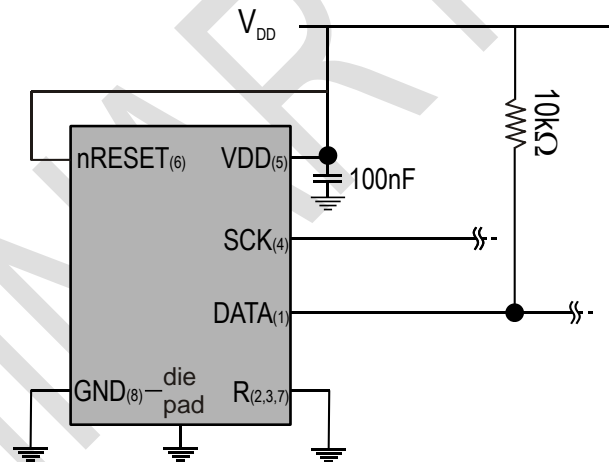 VDD
10kΩ
nRESET(6) VDD(5)
100nF
SCK(4)
DATA(1)
GND(8) die pad
R(2,3,7)